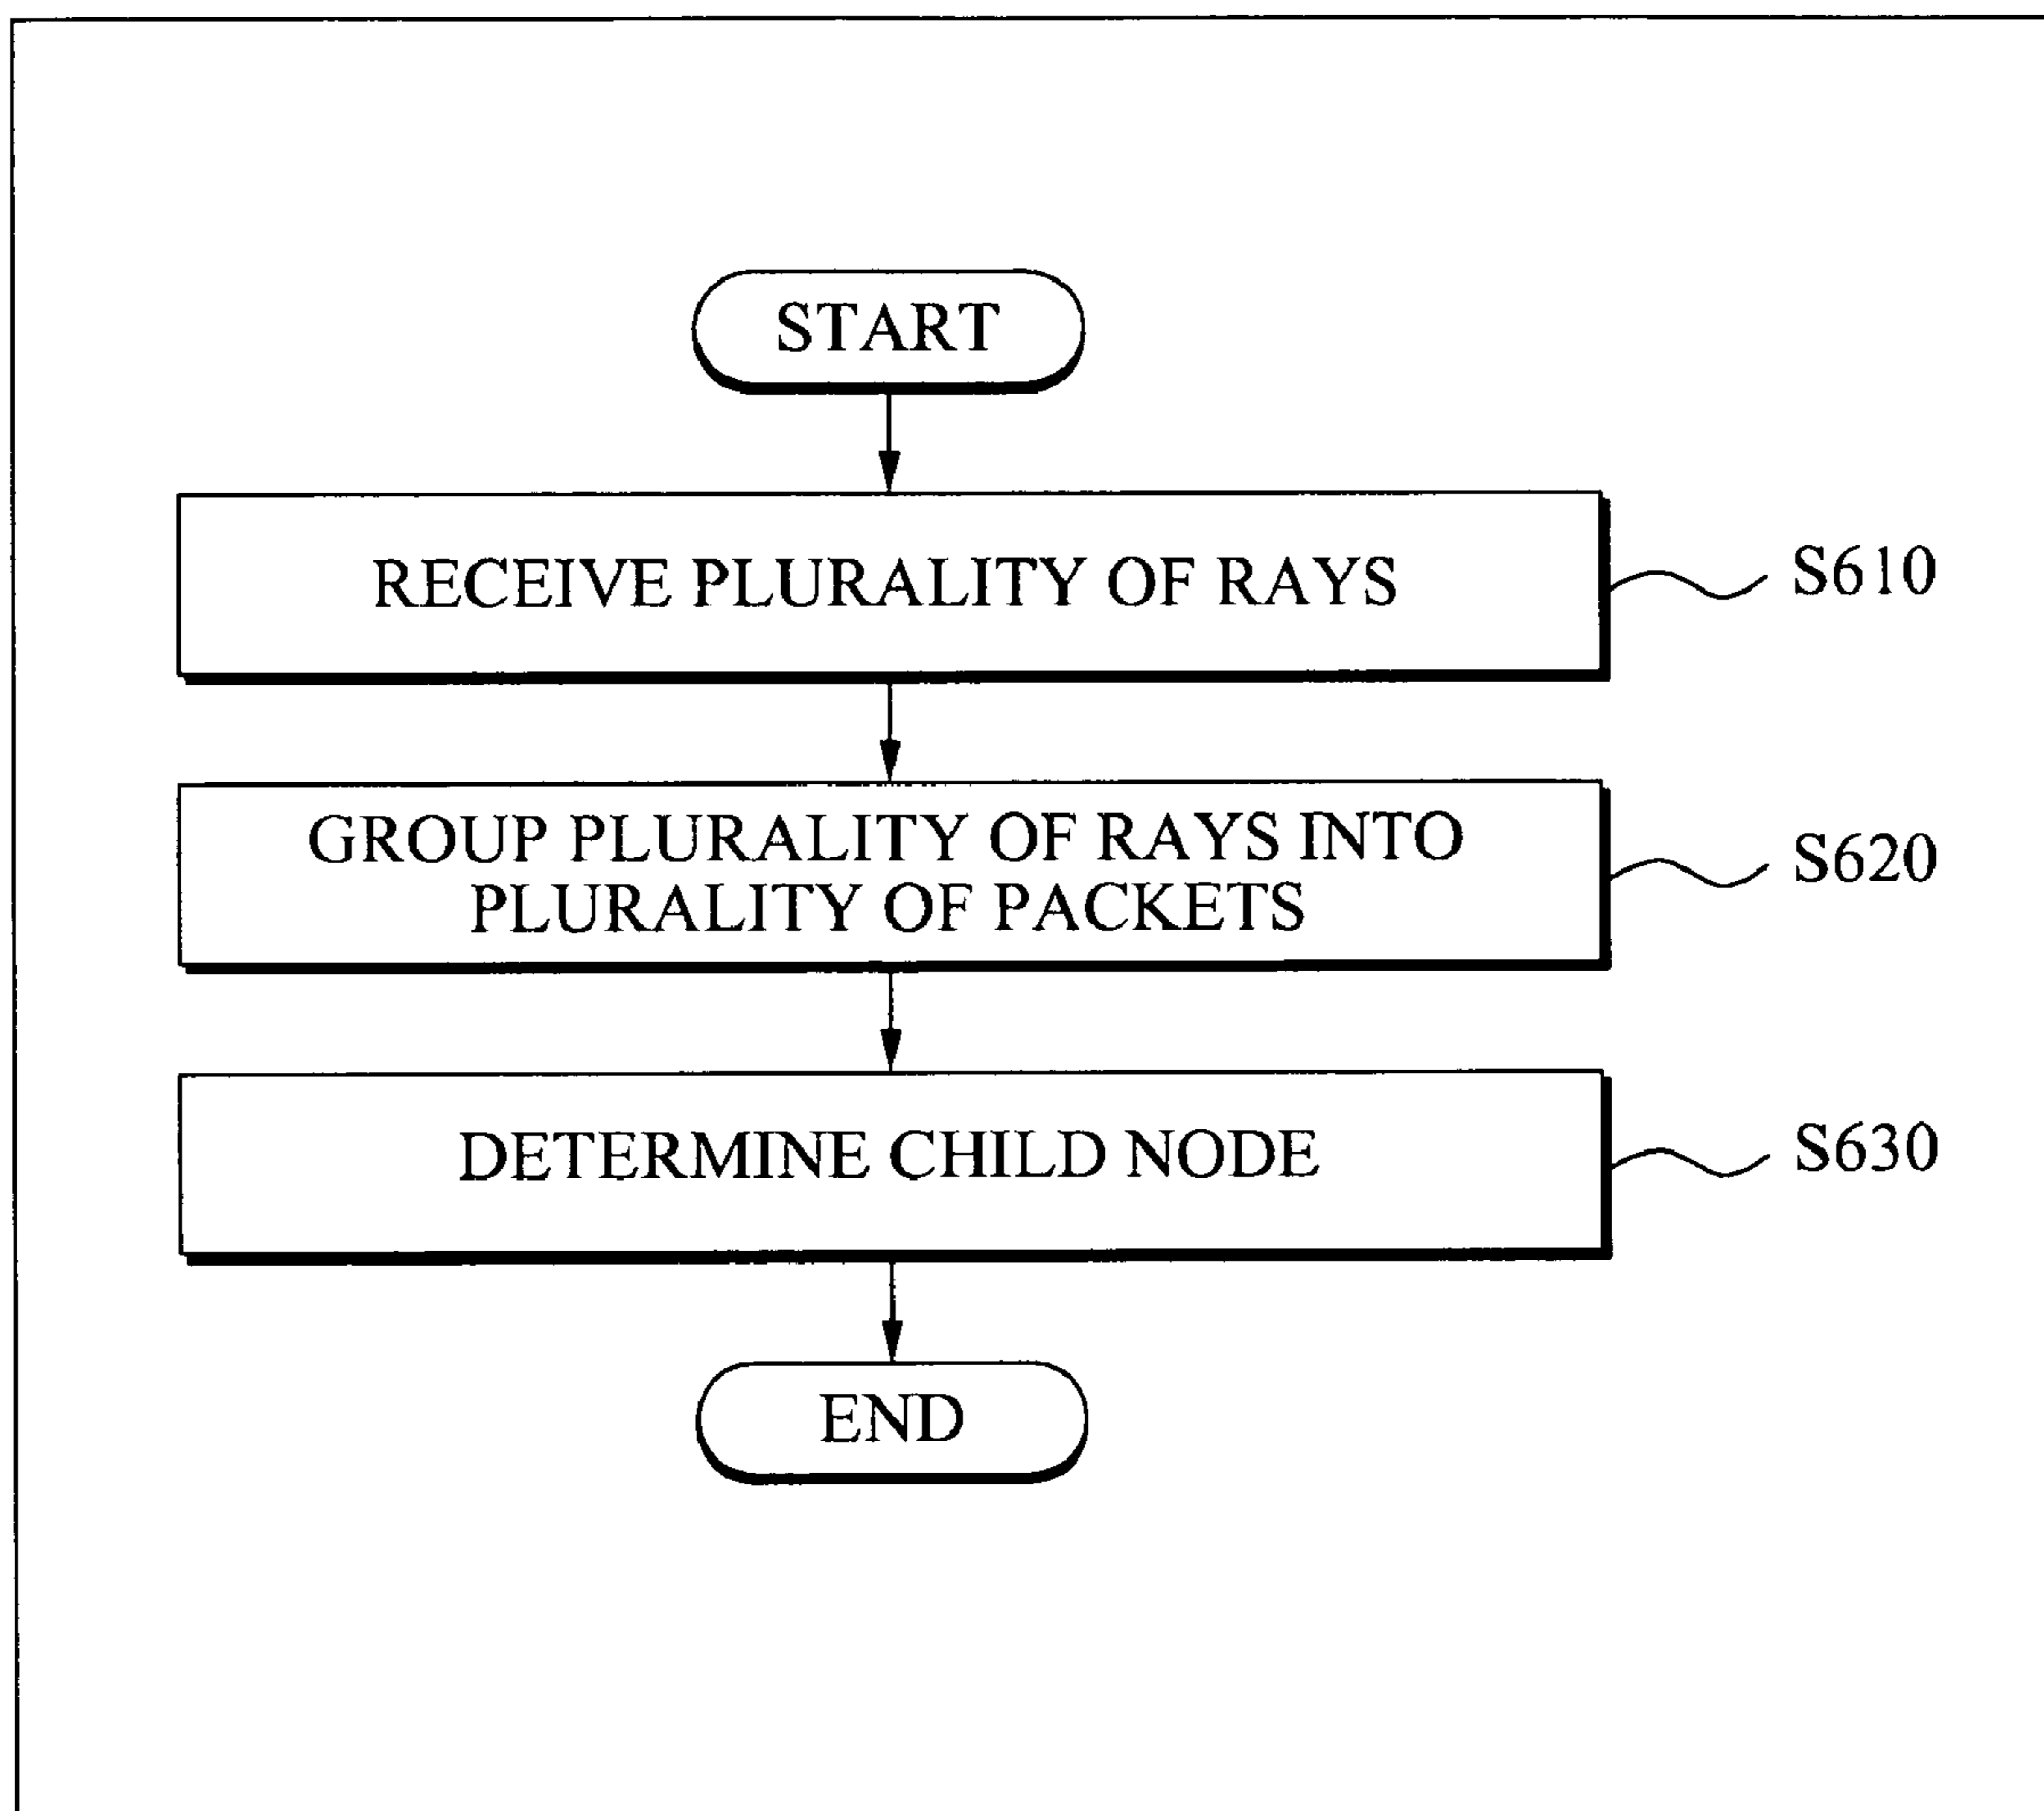 START
RECEIVE PLURALITY OF RAYS
S610
GROUP PLURALITY OF RAYS INTO
PLURALITY OF PACKETS
S620
DETERMINE CHILD NODE
S630
END